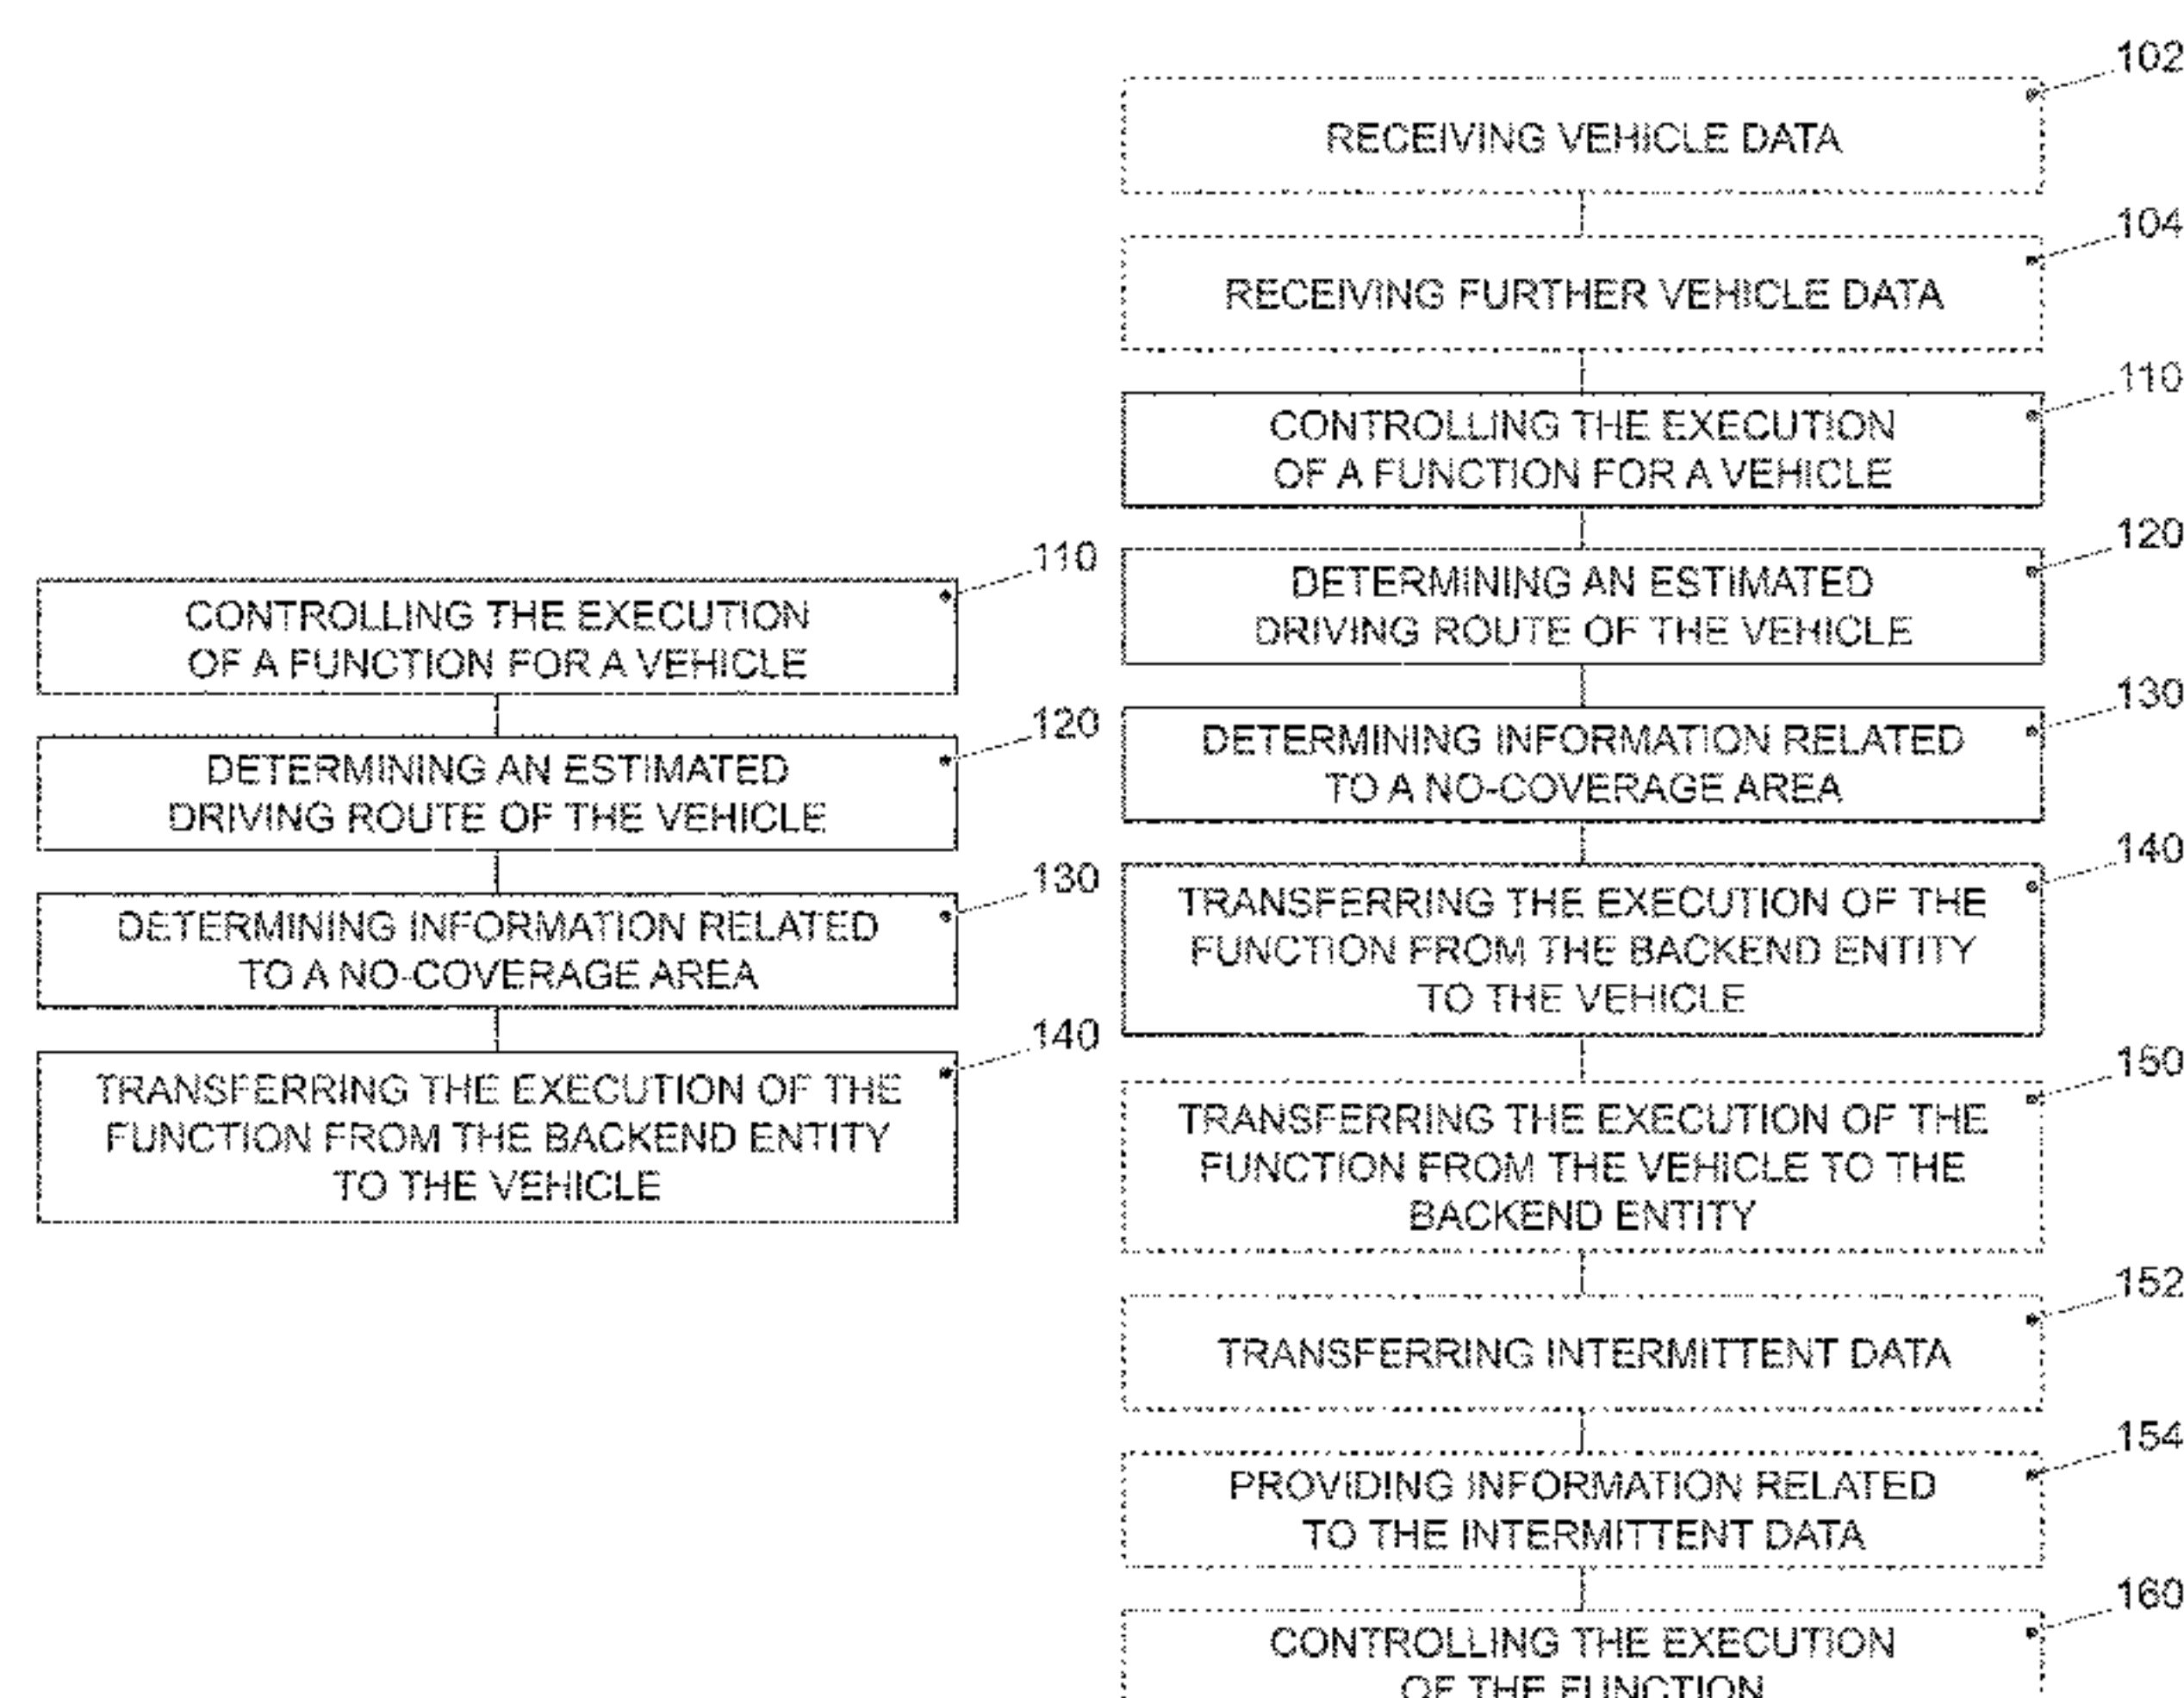 110
CONTROLLING THE EXECUTION
OF A FUNCTION FOR A VEHICLE
120
DETERMINING AN ESTIMATED
DRIVING ROUTE OF THE VEHICLE
130
DETERMINING INFORMATION RELATED
TO A NO-COVERAGE AREA
140
TRANSFERRING THE EXECUTION OF THE
FUNCTION FROM THE BACKEND ENTITY
TO THE VEHICLE
102
RECEIVING VEHICLE DATA
104
RECEIVING FURTHER VEHICLE DATA
110
CONTROLLING THE EXECUTION
OF A FUNCTION FOR A VEHICLE
120
DETERMINING AN ESTIMATED
DRIVING ROUTE OF THE VEHICLE
130
DETERMINING INFORMATION RELATED
TO A NO-COVERAGE AREA
140
TRANSFERRING THE EXECUTION OF THE
FUNCTION FROM THE BACKEND ENTITY
TO THE VEHICLE
150
TRANSFERRING THE EXECUTION OF THE
FUNCTION FROM THE VEHICLE TO THE
BACKEND ENTITY
152
TRANSFERRING INTERMITTENT DATA
154
PROVIDING INFORMATION RELATED
TO THE INTERMITTENT DATA
160
CONTROLLING THE EXECUTION
OF THE FUNCTION